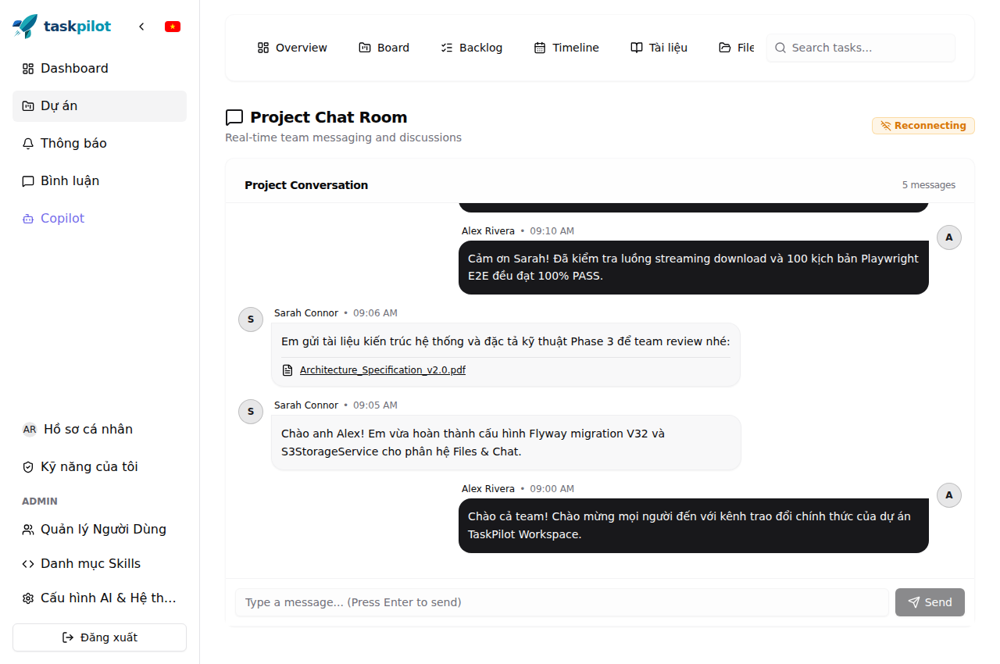 taskpilot
Dashboard
Dự án
Thông báo
Bình luận
Copilot
AR Hồ sơ cá nhân
Kỹ năng của tôi
ADMIN
Quản lý Người Dùng
Danh mục Skills
Cấu hình AI & Hệ th...
Đăng xuất
Overview Board Backlog Timeline Tài liệu File Search tasks...
Project Chat Room
Real-time team messaging and discussions
Reconnecting
Project Conversation 5 messages
Alex Rivera • 09:10 AM
A
Cảm ơn Sarah! Đã kiểm tra luồng streaming download và 100 kịch bản Playwright
E2E đều đạt 100% PASS.
S
Sarah Connor • 09:06 AM
Em gửi tài liệu kiến trúc hệ thống và đặc tả kỹ thuật Phase 3 để team review nhé:
Architecture_Specification_v2.0.pdf
S
Sarah Connor • 09:05 AM
Chào anh Alex! Em vừa hoàn thành cấu hình Flyway migration V32 và
S3StorageService cho phân hệ Files & Chat.
Alex Rivera • 09:00 AM
A
Chào cả team! Chào mừng mọi người đến với kênh trao đổi chính thức của dự án
TaskPilot Workspace.
Type a message... (Press Enter to send)
Send